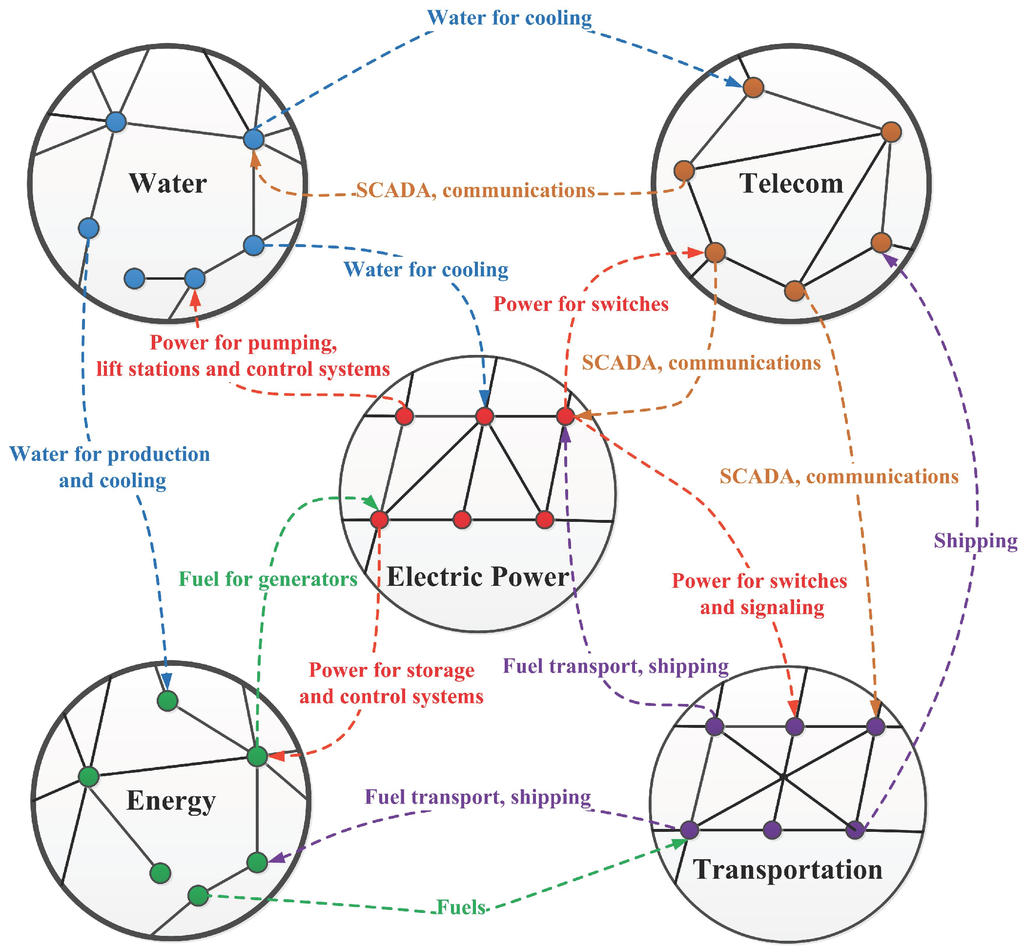 Water for cooling
Water
Telecom
SCADA, communications
Water for cooling
Power for switches
Power for pumping,
lift stations and control systems
SCADA, communications
Water for production
and cooling
SCADA, communications
Shipping
Fuel for generators
Electric Power
Power for switches
and signaling
Power for storage
and control systems
Fuel transport, shipping
Energy
Fuel transport, shipping
Transportation
Fuels